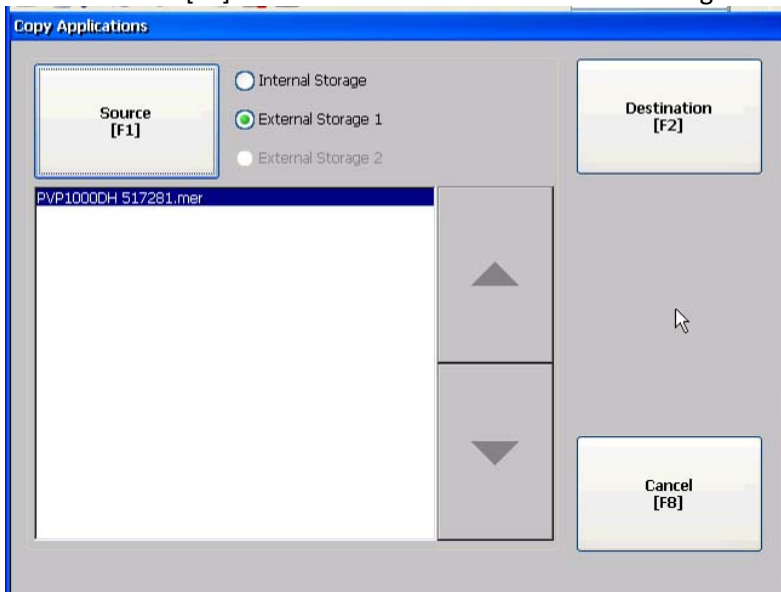 Copy Applications
Source
[F1]
Internal Storage
External Storage 1
External Storage 2
Destination
[F2]
PVP1000DH 517281.mer
Cancel
[F8]